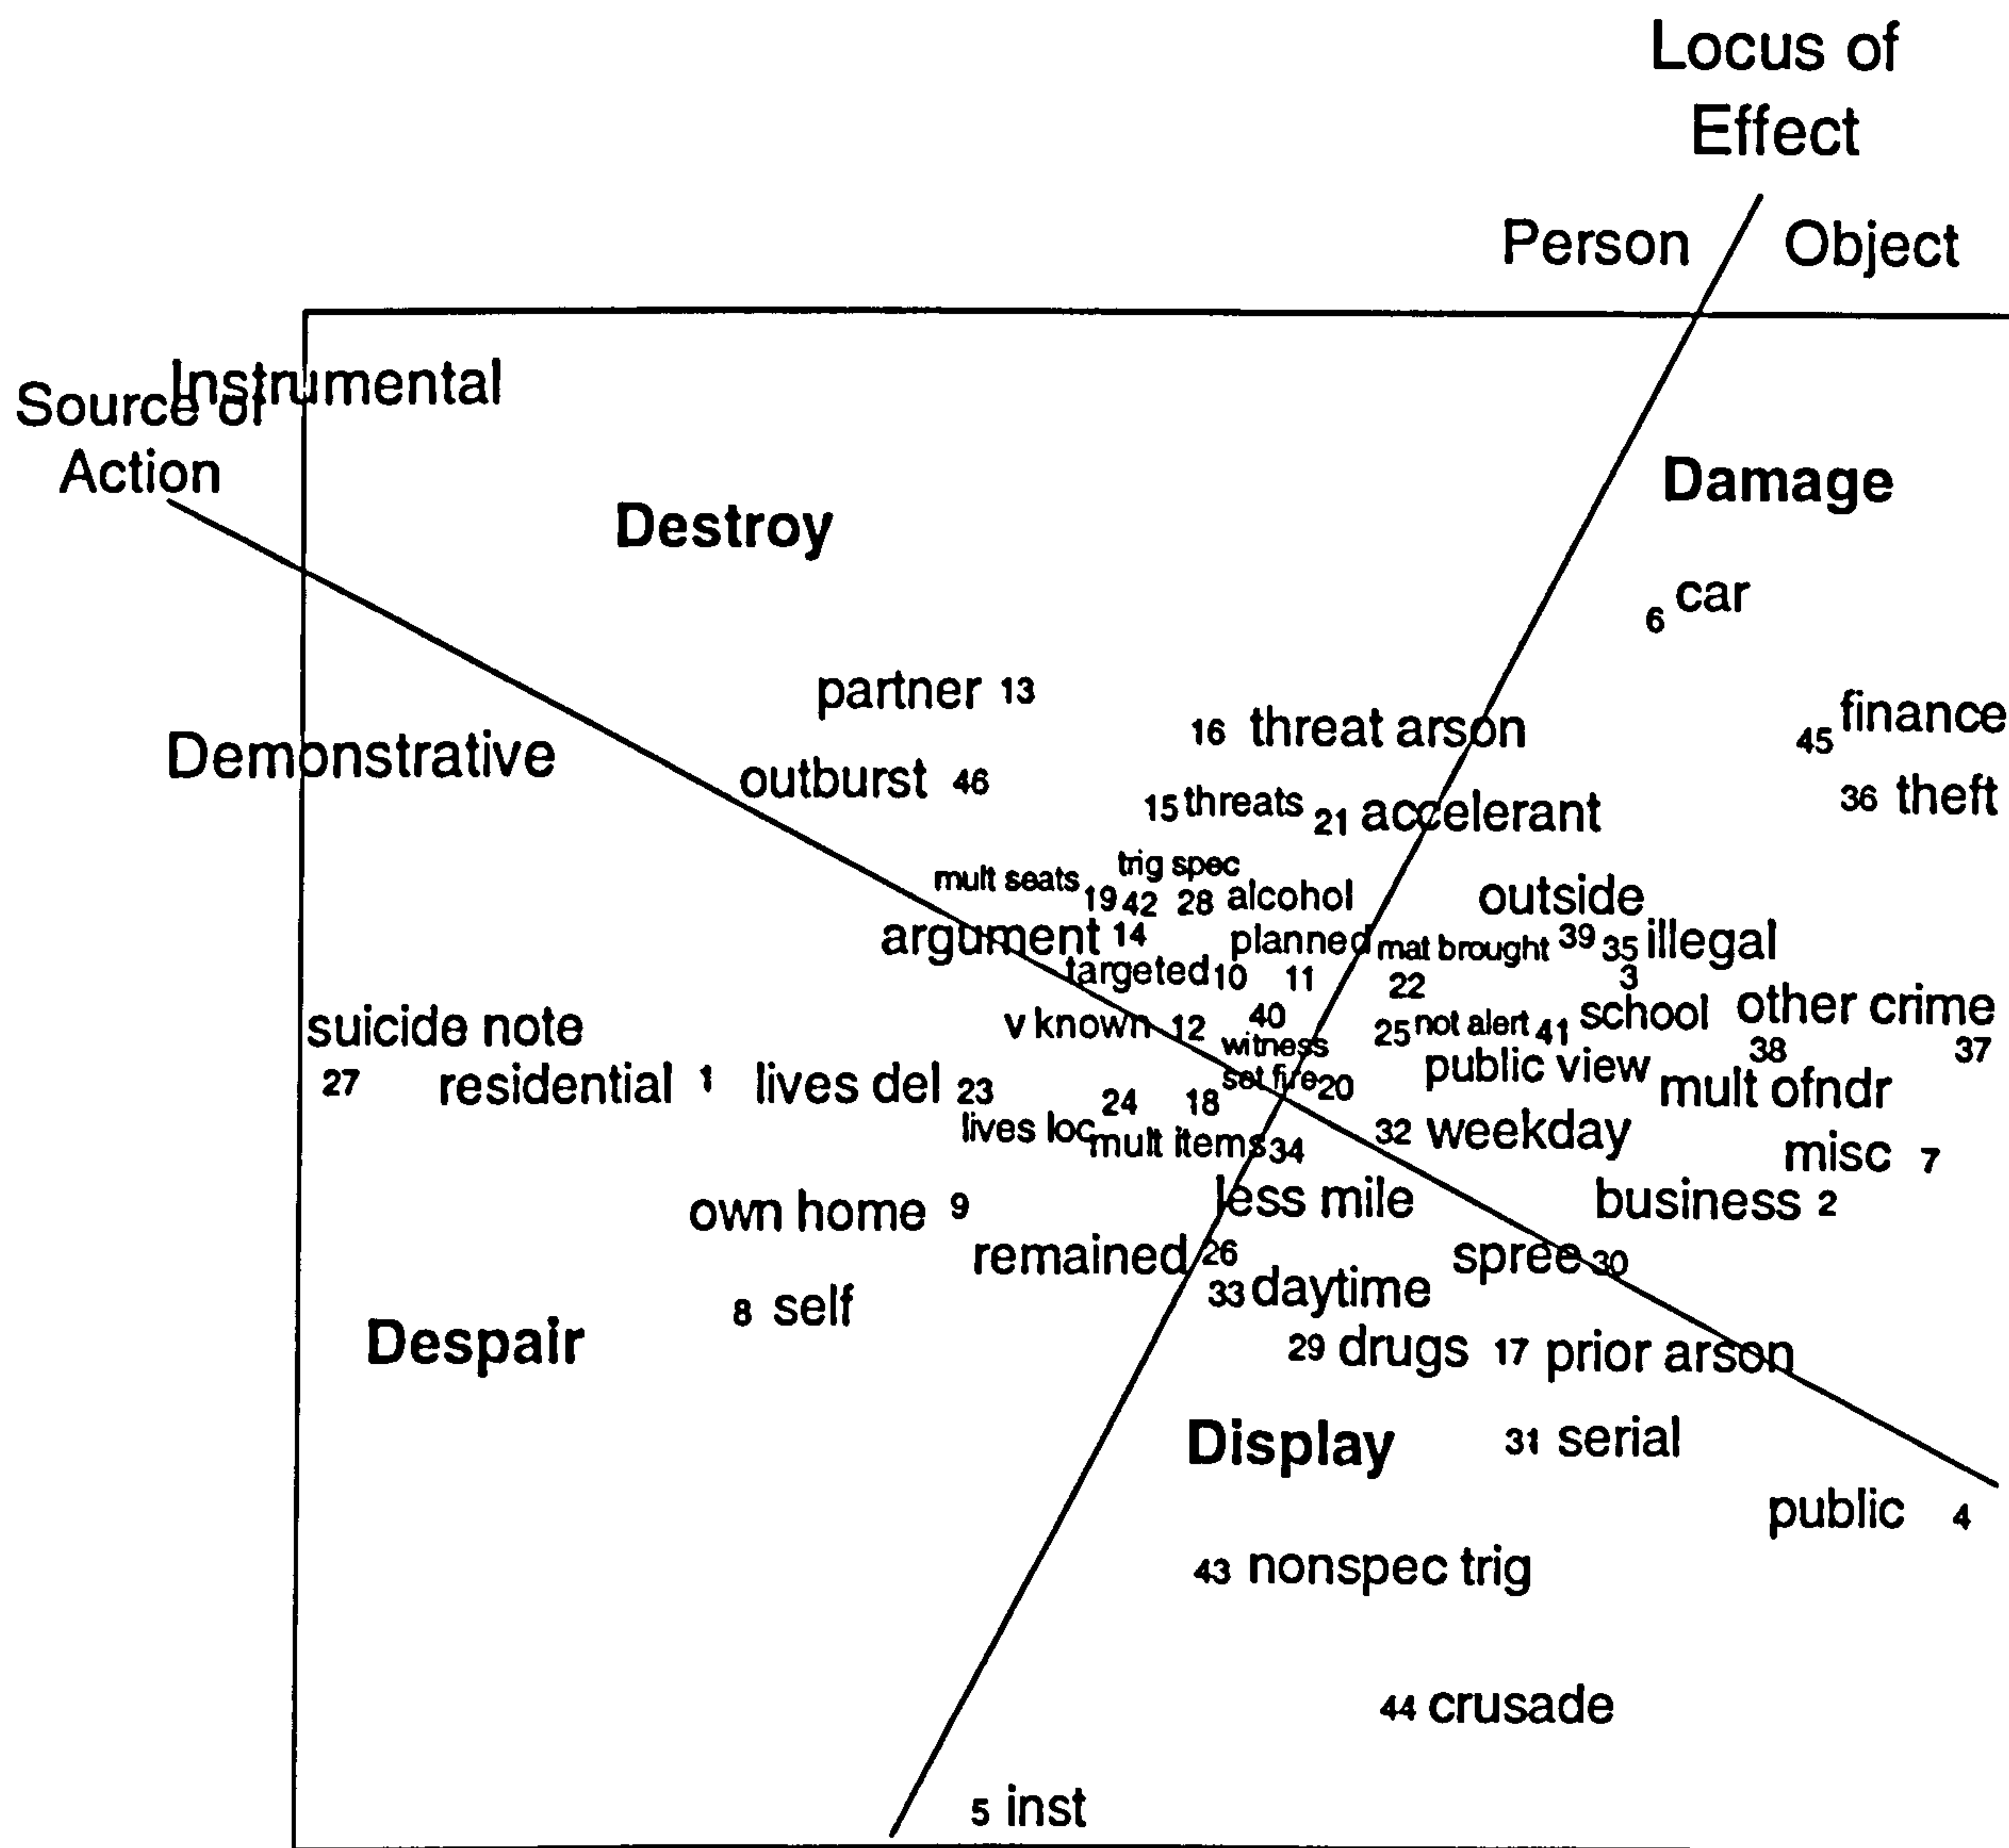 Locus of
Effect
Person Object
Instrumental
Source of
Action
Damage
Destroy
6 car
partner 13
finance
45
16 threat arson
Demonstrative
outburst 46
36 theft
15 threats 21 accelerant
trig spec
mult seats
19 42 28 alcohol
outside
argument 14
planned mat brought 39 35 illegal
targeted 10 11
22 3
suicide note
v known 12 40
25 not alert 41 school other crime
witness
38 37
27 residential 1 lives del 23
set fire 20
public view mult ofndr
24 18
lives loc mult items 34
32 weekday
misc 7
own home 9
less mile
business 2
remained 26
spree 30
33 daytime
8 self
Despair
29 drugs 17 prior arson
Display
31 serial
public 4
43 nonspec trig
44 crusade
5 inst